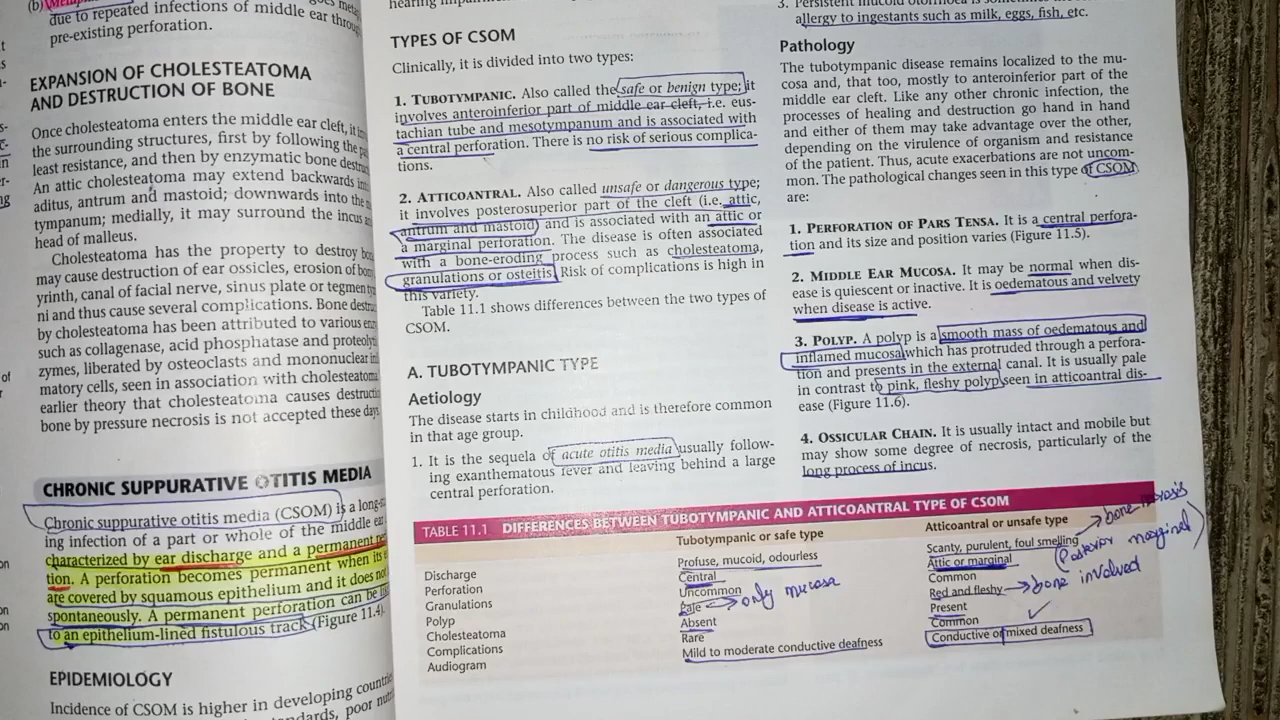 (b)
due to repeated infections of middle ear through
pre-existing perforation.
EXPANSION OF CHOLESTEATOMA
AND DESTRUCTION OF BONE
Once cholesteatoma enters the middle ear cleft, it
the surrounding structures, first by following the
least resistance, and then by enzymatic bone
An attic cholesteatoma may extend backwards
aditus, antrum and mastoid; downwards into the
tympanum; medially, it may surround the incus
head of malleus.
Cholesteatoma has the property to destroy
may cause destruction of ear ossicles, erosion of
yrinth, canal of facial nerve, sinus plate or tegmen
ni and thus cause several complications. Bone
by cholesteatoma has been attributed to various
such as collagenase, acid phosphatase and
zymes, liberated by osteoclasts and mononuclear
matory cells, seen in association with cholesteatoma
earlier theory that cholesteatoma causes
bone by pressure necrosis is not accepted these days
CHRONIC SUPPURATIVE OTITIS MEDIA
Chronic suppurative otitis media (CSOM) is a long-
ing infection of a part or whole of the middle ear
characterized by ear discharge and a permanent
tion. A perforation becomes permanent when its
are covered by squamous epithelium and it does
spontaneously. A permanent perforation can be
to an epithelium-lined fistulous track (Figure 11.4).
EPIDEMIOLOGY
Incidence of CSOM is higher in developing
poor
hearing
TYPES OF CSOM
Clinically, it is divided into two types:
1. TUBOTYMPANIC. Also called the safe or benign type; it
involves anteroinferior part of middle ear cleft, i.e. eus-
tachian tube and mesotympanum and is associated with
a central perforation. There is no risk of serious complica-
tions.
2. ATTICOANTRAL. Also called unsafe or dangerous type;
it involves posterosuperior part of the cleft (i.e. attic,
antrum and mastoid) and is associated with an attic or
a marginal perforation. The disease is often associated
with a bone-eroding process such as cholesteatoma,
granulations or osteitis. Risk of complications is high in
this variety.
Table 11.1 shows differences between the two types of
CSOM.
A. TUBOTYMPANIC TYPE
Aetiology
The disease starts in childhood and is therefore common
in that age group.
1. It is the sequela of acute otitis media usually follow-
ing exanthematous fever and leaving behind a large
central perforation.
3. Persistent mucoid otorrhoea is sometimes
allergy to ingestants such as milk, eggs, fish, etc.
Pathology
The tubotympanic disease remains localized to the mu-
cosa and, that too, mostly to anteroinferior part of the
middle ear cleft. Like any other chronic infection, the
processes of healing and destruction go hand in hand
and either of them may take advantage over the other,
depending on the virulence of organism and resistance
of the patient. Thus, acute exacerbations are not uncom-
mon. The pathological changes seen in this type of CSOM
are:
1. PERFORATION OF PARS TENSA. It is a central perfora-
tion and its size and position varies (Figure 11.5).
2. MIDDLE EAR MUCOSA. It may be normal when dis-
ease is quiescent or inactive. It is oedematous and velvety
when disease is active.
3. POLYP. A polyp is a smooth mass of oedematous and
inflamed mucosa which has protruded through a perfora-
tion and presents in the external canal. It is usually pale
in contrast to pink, fleshy polyp seen in atticoantral dis-
ease (Figure 11.6).
4. OSSICULAR CHAIN. It is usually intact and mobile but
may show some degree of necrosis, particularly of the
long process of incus.
TABLE 11.1 DIFFERENCES BETWEEN TUBOTYMPANIC AND ATTICOANTRAL TYPE OF CSOM
Tubotympanic or safe type Atticoantral or unsafe type
Discharge Profuse, mucoid, odourless Scanty, purulent, foul smelling → bone necrosis
Perforation Central Attic or marginal (Posterior marginal)
Granulations Uncommon Common
Polyp Pale only mucosa Red and fleshy → bone involved
Cholesteatoma Absent Present
Complications Rare Common
Audiogram Mild to moderate conductive deafness Conductive or mixed deafness